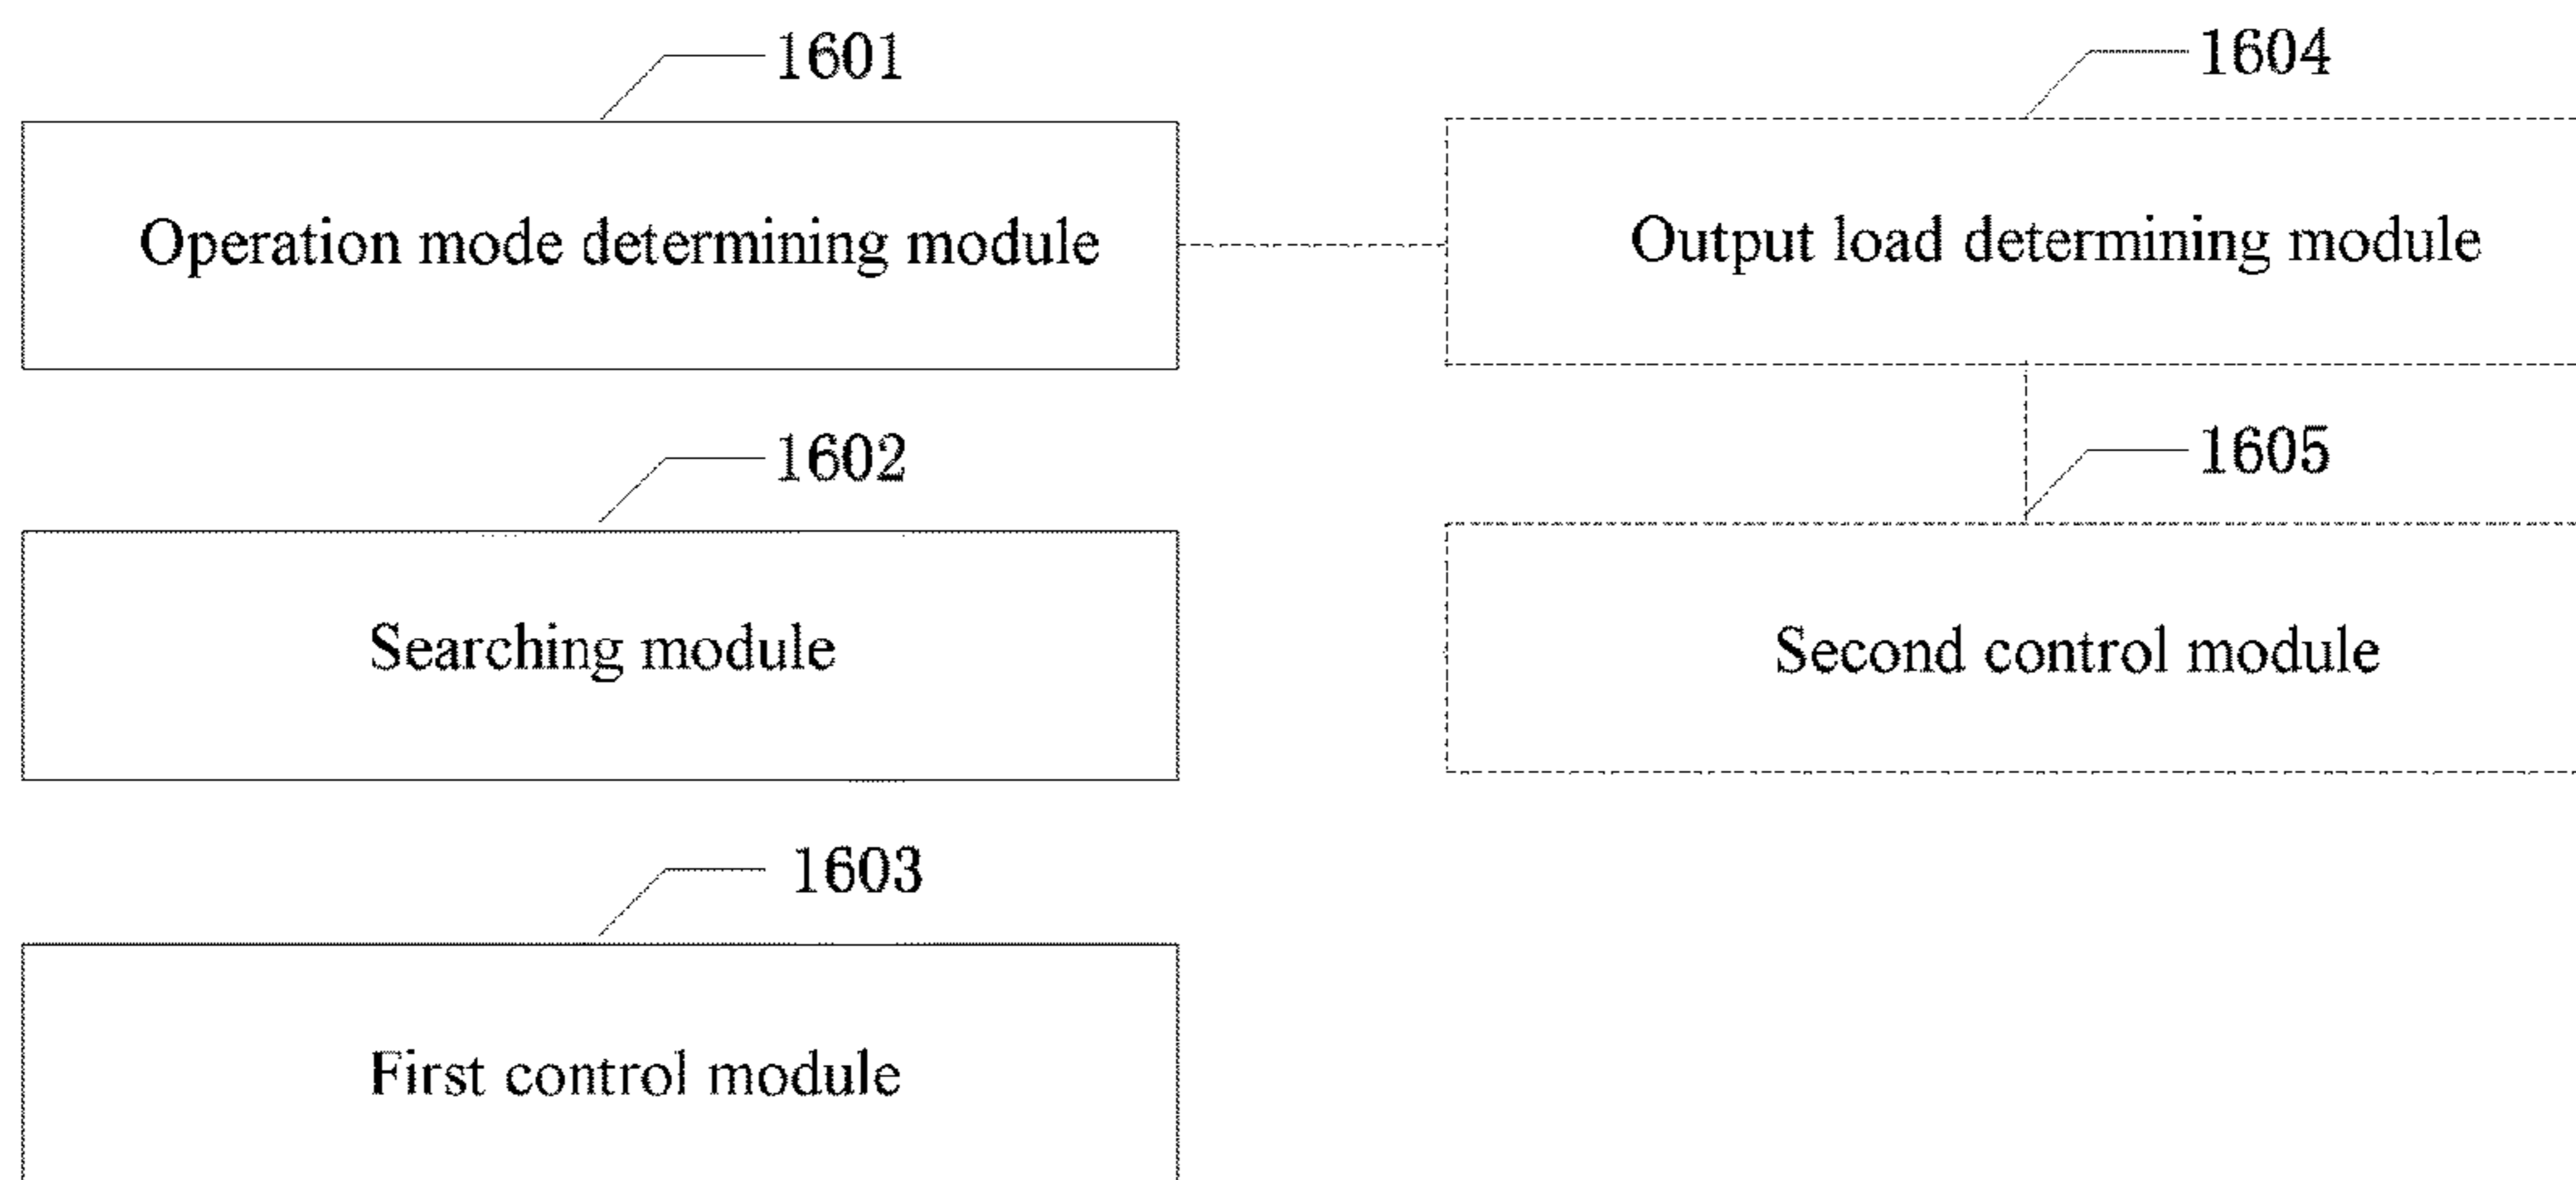 1601
1604
Operation mode determining module
Output load determining module
1602
1605
Searching module
Second control module
1603
First control module